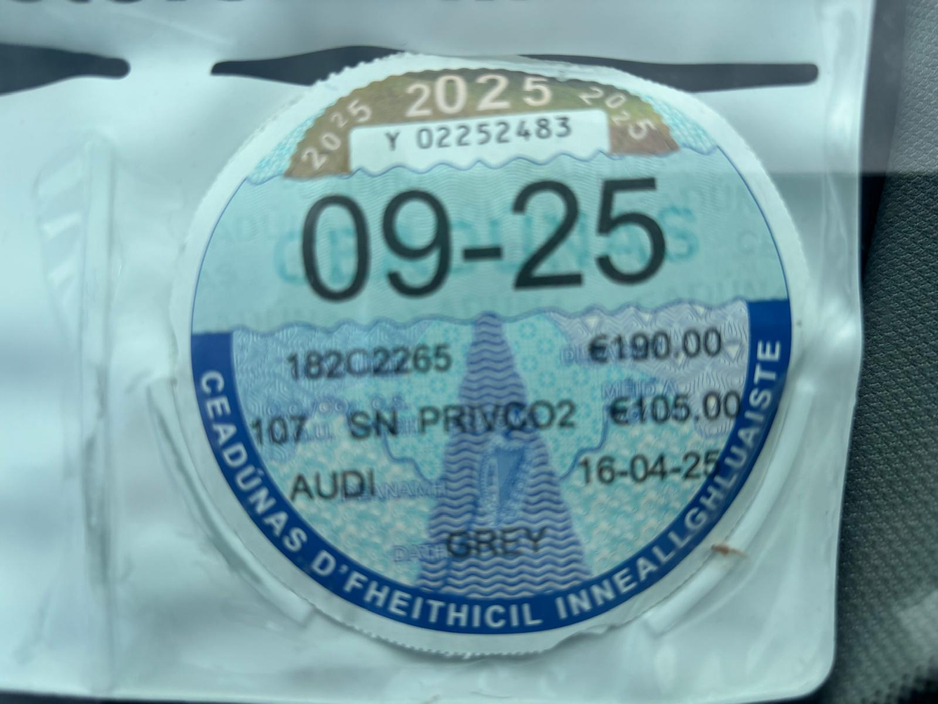 2025 2025 2025
Y 02252483
09-25
CEADÚNAS
182C2265 €190.00
107 SN PRIVCO2 €105.00
AUDI 16-04-25
GREY
CEADÚNAS D'FHEITHICIL INNEALLGHLUAISTE